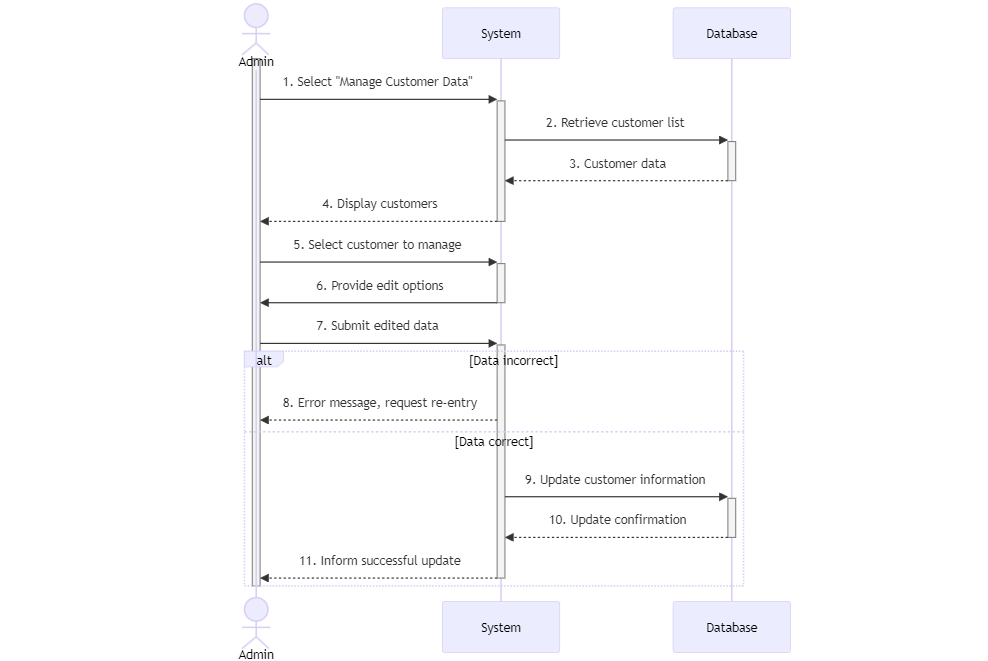 System
Database
Admin
1. Select "Manage Customer Data"
2. Retrieve customer list
3. Customer data
4. Display customers
5. Select customer to manage
6. Provide edit options
7. Submit edited data
alt
[Data incorrect]
8. Error message, request re-entry
[Data correct]
9. Update customer information
10. Update confirmation
11. Inform successful update
System
Database
Admin